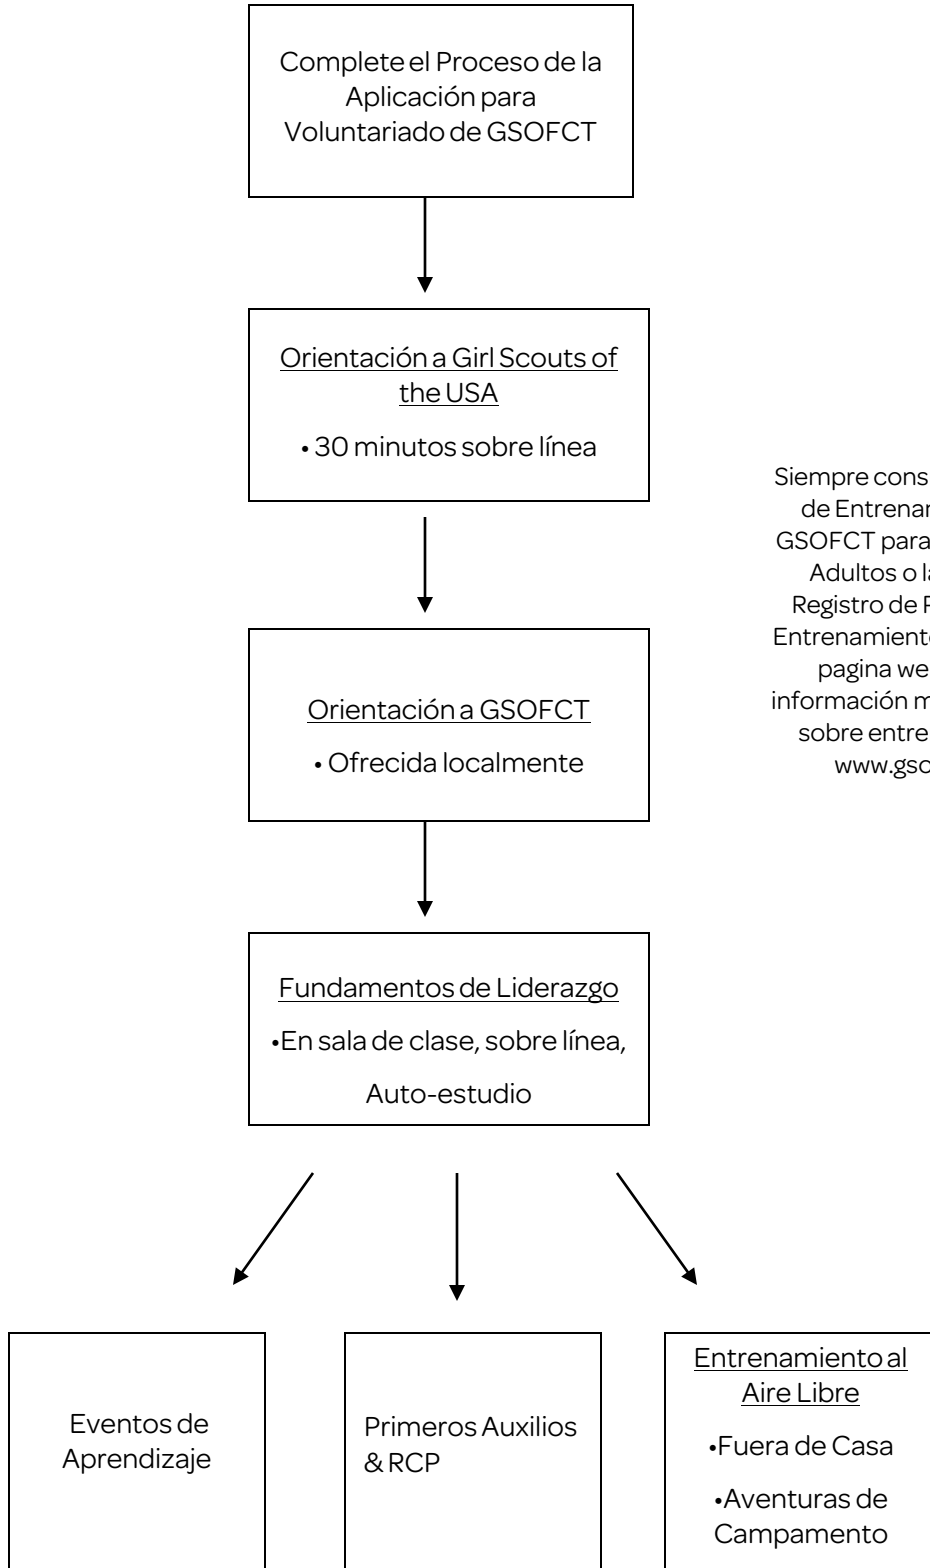 Complete el Proceso de la
Aplicación para
Voluntariado de GSOFCT
Orientación a Girl Scouts of
the USA
• 30 minutos sobre línea
Siempre cons
de Entrenar
GSOFCT para
Adultos o la
Registro de
Entrenamient
pagina we
información m
sobre entre
www.gso
Orientación a GSOFCT
• Ofrecida localmente
Fundamentos de Liderazgo
•En sala de clase, sobre línea,
Auto-estudio
Eventos de
Aprendizaje
Primeros Auxilios
& RCP
Entrenamiento al
Aire Libre
•Fuera de Casa
•Aventuras de
Campamento